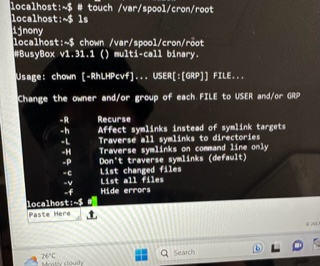 localhost:~$ # touch /var/spool/cron/root
localhost:~$ ls
ijnony
localhost:~$ chown /var/spool/cron/root
#BusyBox v1.31.1 () multi-call binary.
Usage: chown [-RhLHPcvf]... USER[:[GRP]] FILE...
Change the owner and/or group of each FILE to USER and/or GRP
-R Recurse
-h Affect symlinks instead of symlink targets
-L Traverse all symlinks to directories
-H Traverse symlinks on command line only
-P Don't traverse symlinks (default)
-c List changed files
-v List all files
-f Hide errors
localhost:~$ #
Paste Here
26°C
Mostly cloudy
Search